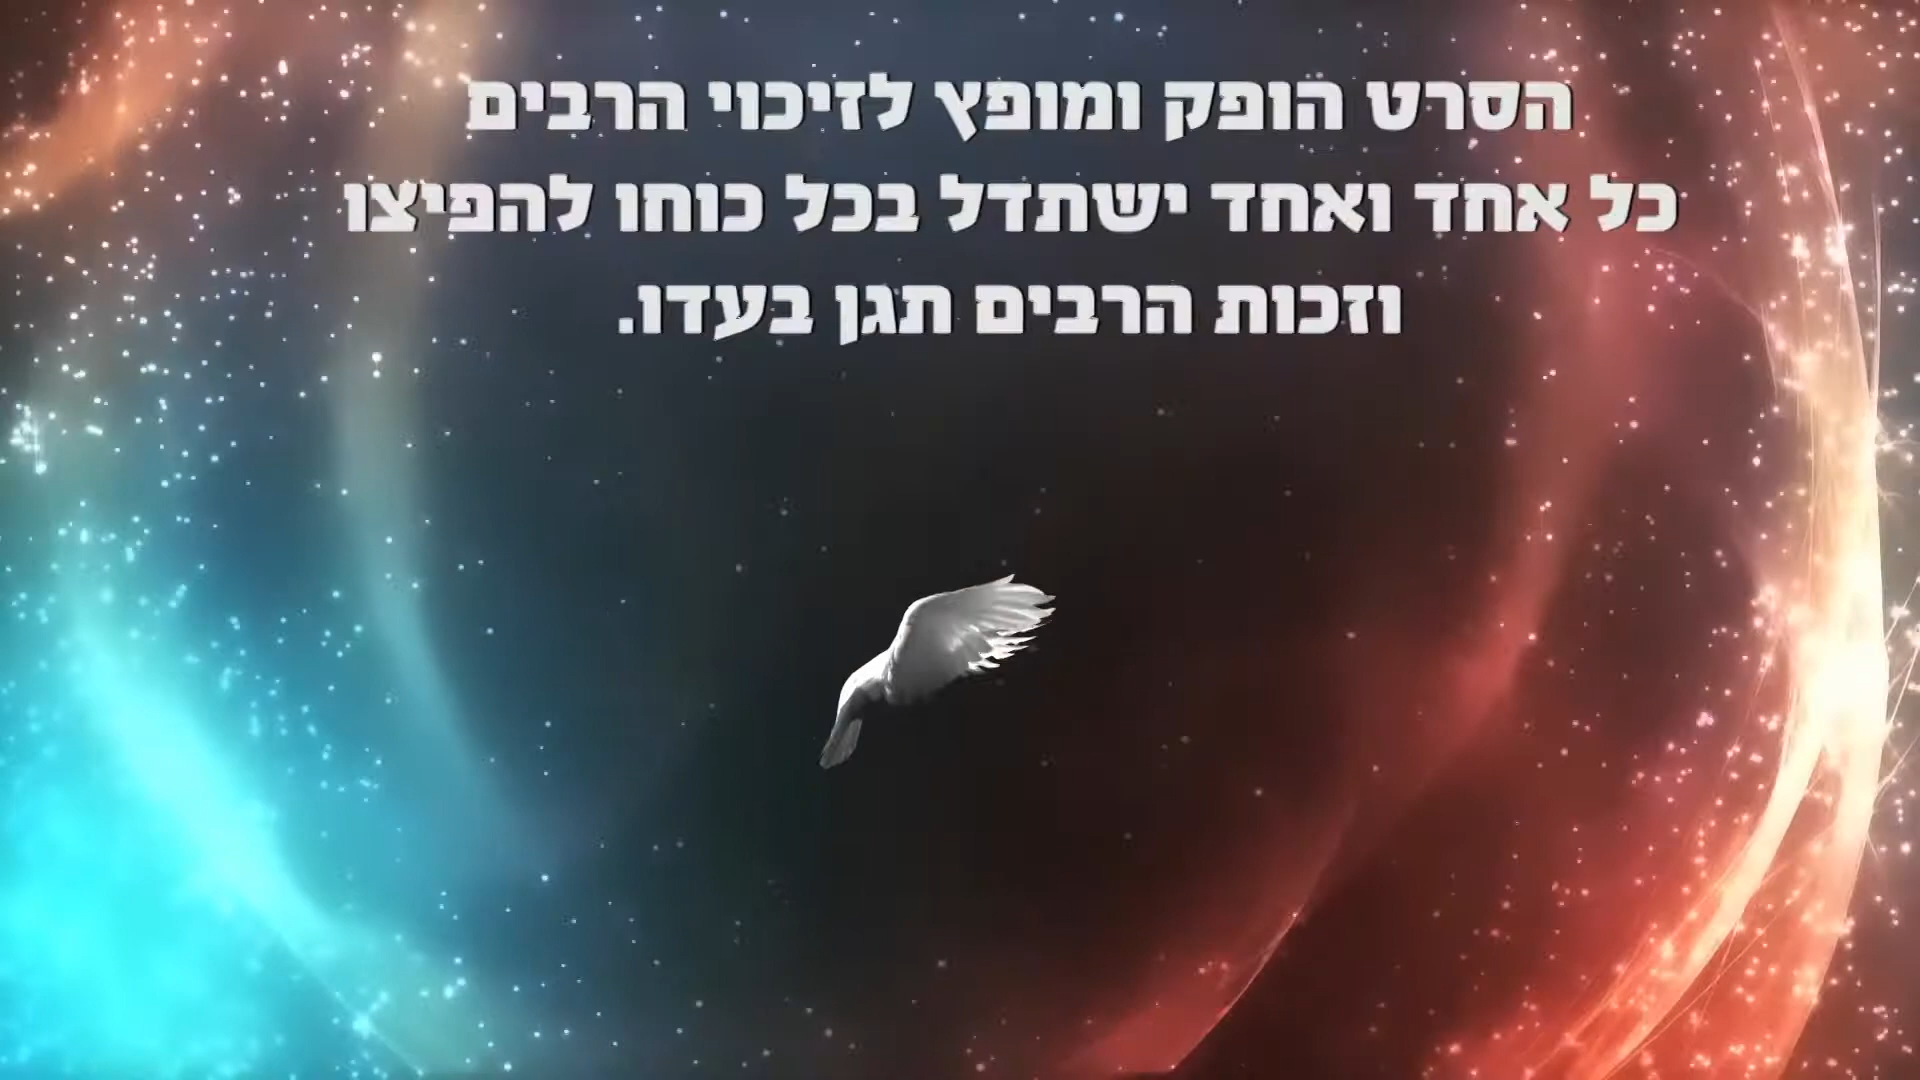 הסרט הופק ומופץ לזיכוי הרבים
כל אחד ואחד ישתדל בכל כוחו להפיצו
וזכות הרבים תגן בעדו.